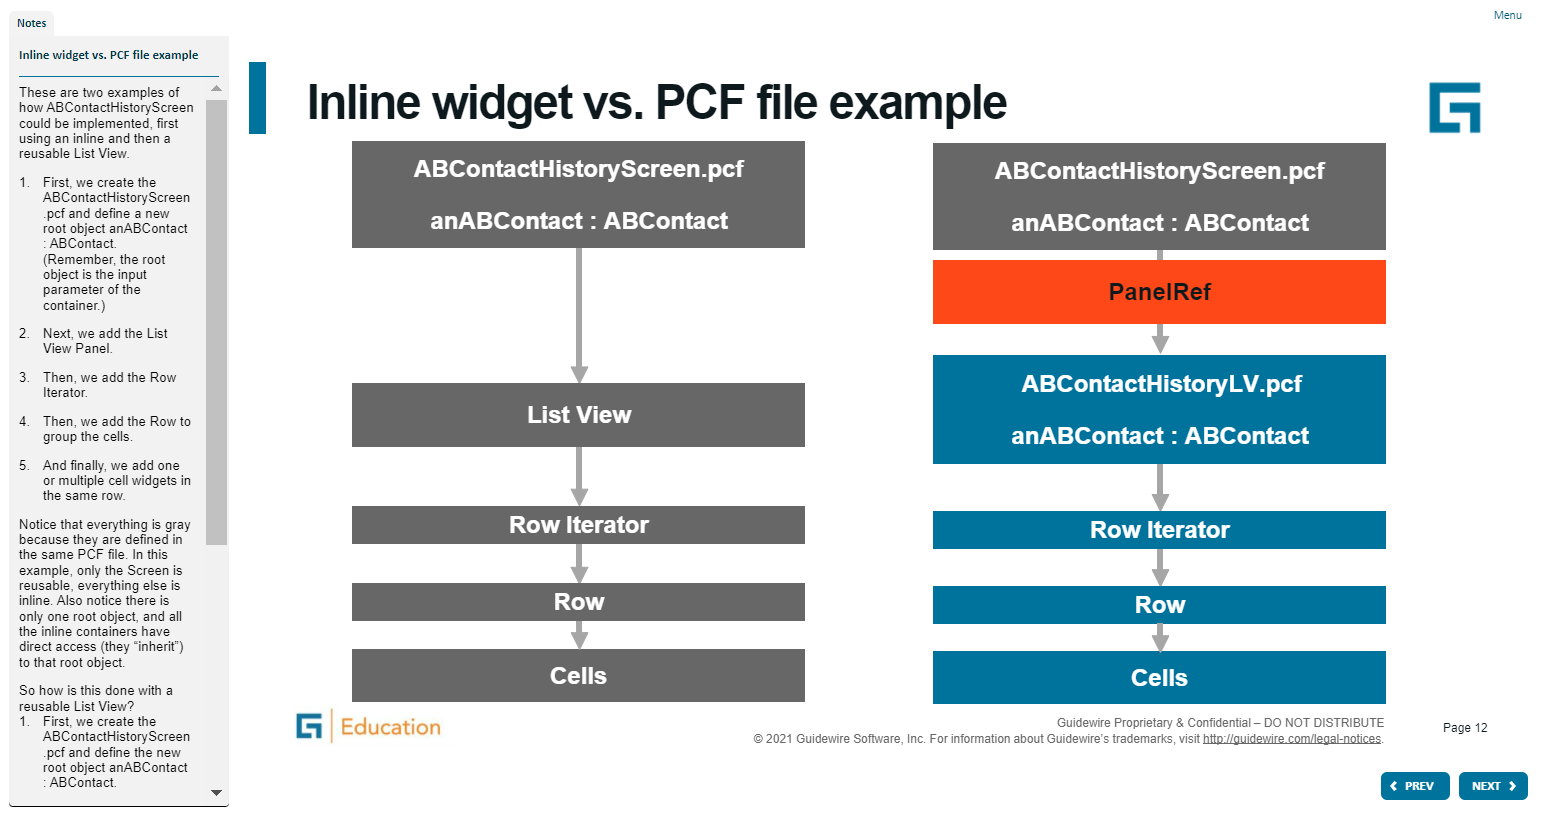 Menu
Notes
Inline widget vs. PCF file example
These are two examples of
how ABContactHistoryScreen
could be implemented, first
using an inline and then a
reusable List View.
1. First, we create the
ABContactHistoryScreen
.pcf and define a new
root object anABContact
: ABContact.
(Remember, the root
object is the input
parameter of the
container.)
2. Next, we add the List
View Panel.
3. Then, we add the Row
Iterator.
4. Then, we add the Row to
group the cells.
5. And finally, we add one
or multiple cell widgets in
the same row.
Notice that everything is gray
because they are defined in
the same PCF file. In this
example, only the Screen is
reusable, everything else is
inline. Also notice there is
only one root object, and all
the inline containers have
direct access (they “inherit”)
to that root object.
So how is this done with a
reusable List View?
1. First, we create the
ABContactHistoryScreen
.pcf and define the new
root object anABContact
: ABContact.
Inline widget vs. PCF file example
ABContactHistoryScreen.pcf
anABContact : ABContact
List View
Row Iterator
Row
Cells
ABContactHistoryScreen.pcf
anABContact : ABContact
PanelRef
ABContactHistoryLV.pcf
anABContact : ABContact
Row Iterator
Row
Cells
Education
Guidewire Proprietary & Confidential – DO NOT DISTRIBUTE
© 2021 Guidewire Software, Inc. For information about Guidewire’s trademarks, visit http://guidewire.com/legal-notices.
Page 12
PREV
NEXT